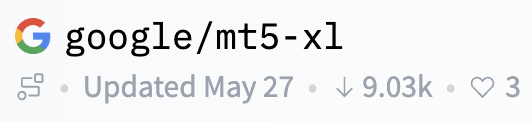 google/mt5-xl
• Updated May 27 • ↓ 9.03k • ♡ 3